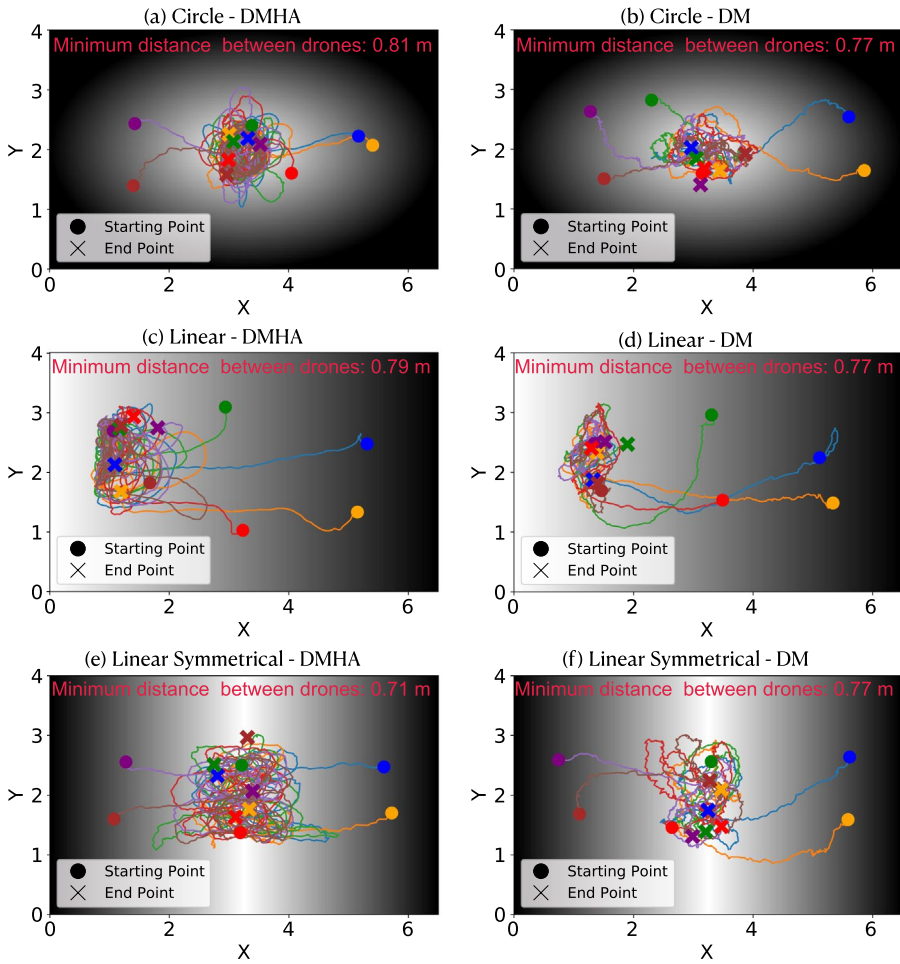 (a) Circle - DMHA
Minimum distance  between drones: 0.81 m
4
3
2
1
0
Y
Starting Point
End Point
0 2 4 6
X
(b) Circle - DM
Minimum distance  between drones: 0.77 m
4
3
2
1
0
Y
Starting Point
End Point
0 2 4 6
X
(c) Linear - DMHA
Minimum distance  between drones: 0.79 m
4
3
2
1
0
Y
Starting Point
End Point
0 2 4 6
X
(d) Linear - DM
Minimum distance  between drones: 0.77 m
4
3
2
1
0
Y
Starting Point
End Point
0 2 4 6
X
(e) Linear Symmetrical - DMHA
Minimum distance  between drones: 0.71 m
4
3
2
1
0
Y
Starting Point
End Point
0 2 4 6
X
(f) Linear Symmetrical - DM
Minimum distance  between drones: 0.77 m
4
3
2
1
0
Y
Starting Point
End Point
0 2 4 6
X